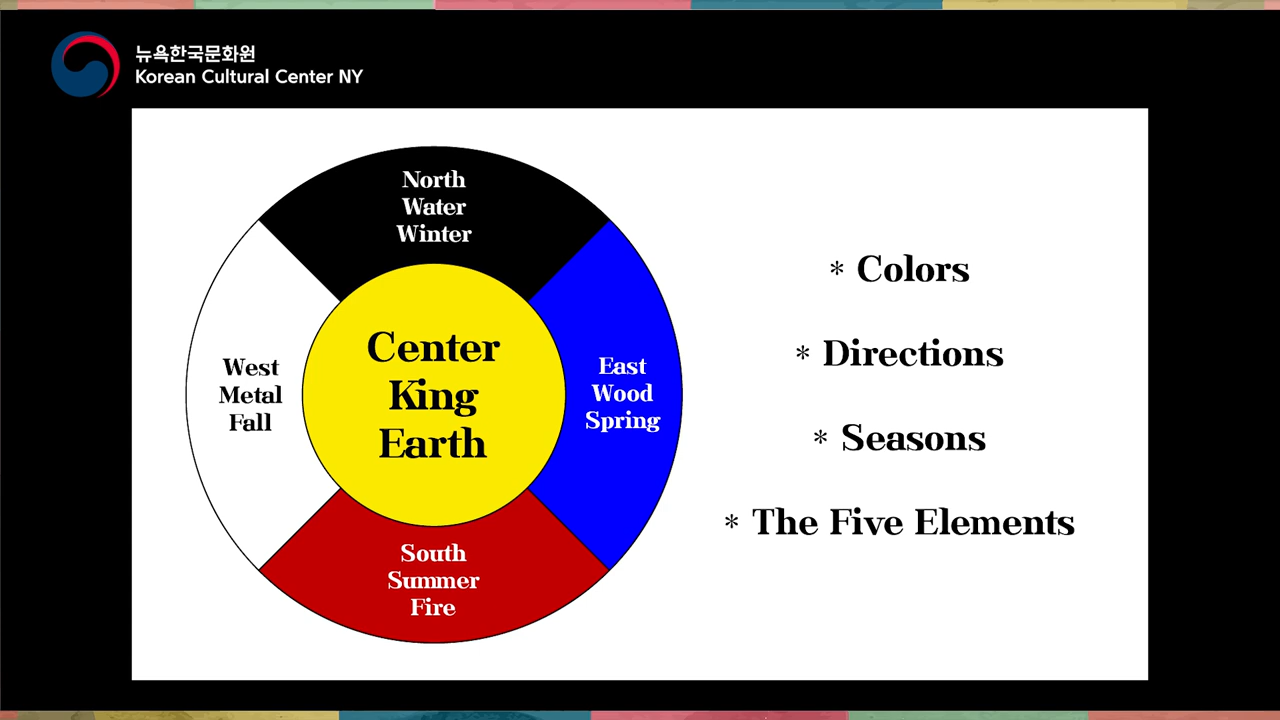 뉴욕한국문화원
Korean Cultural Center NY
North
Water
Winter
West
Metal
Fall
Center
King
Earth
East
Wood
Spring
South
Summer
Fire
* Colors
* Directions
* Seasons
* The Five Elements